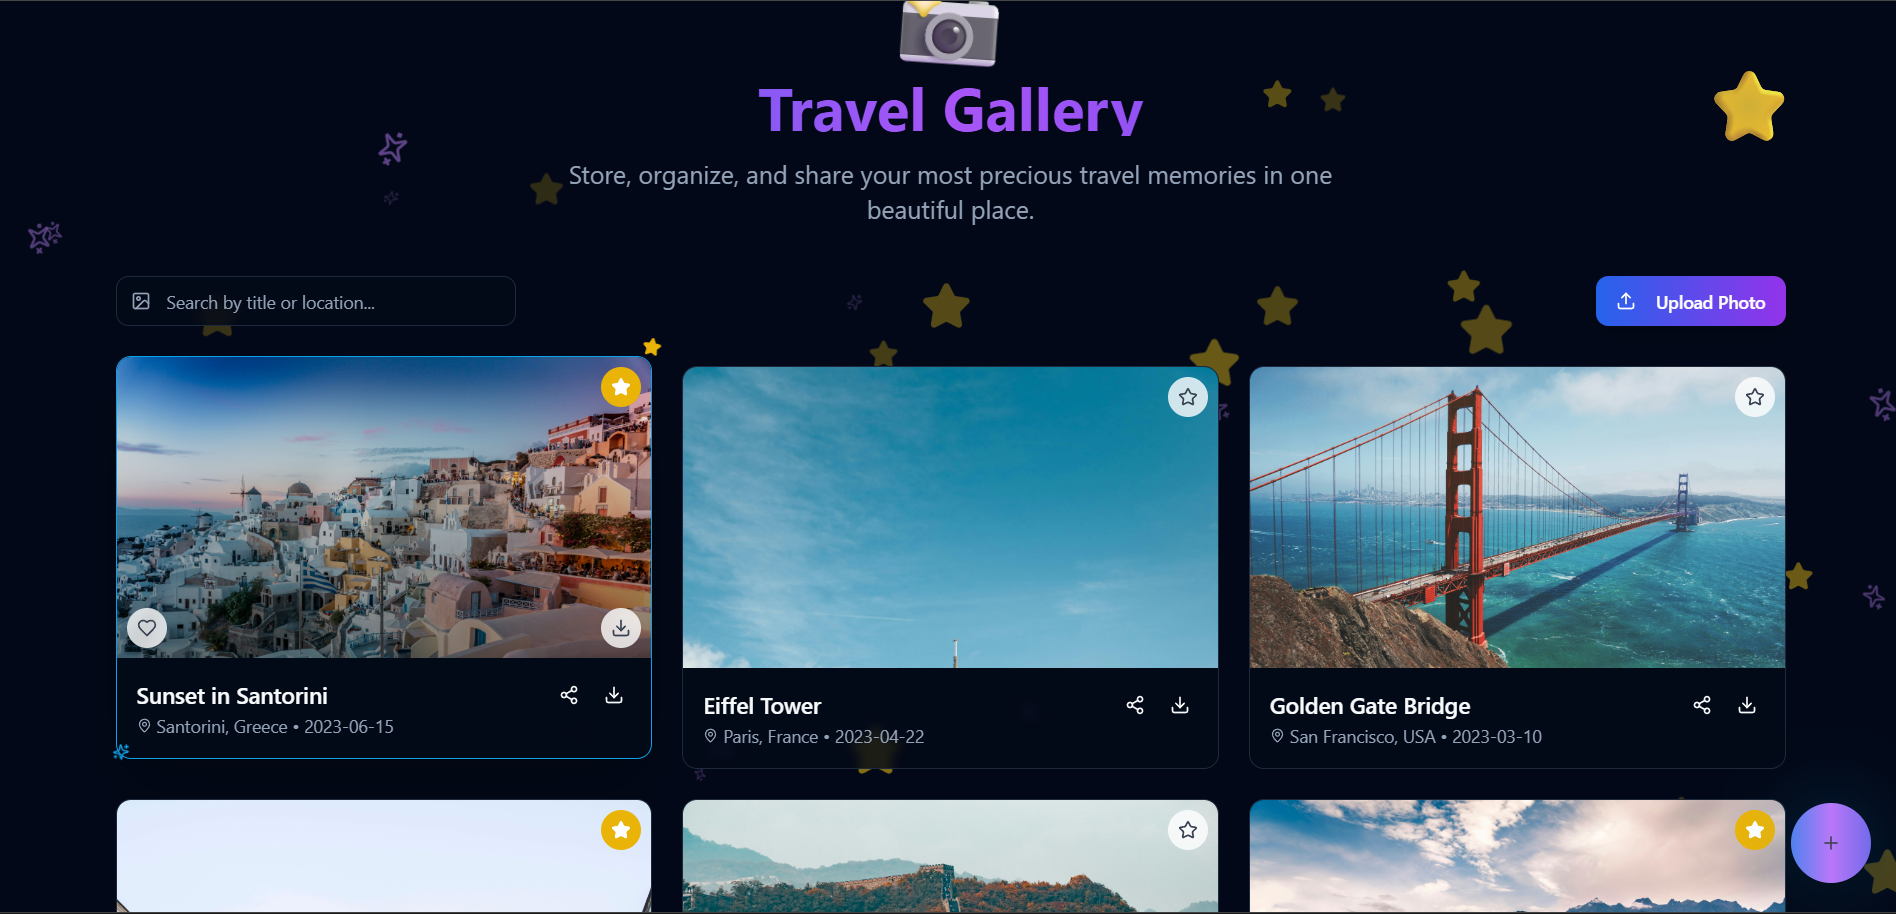 Travel Gallery
Store, organize, and share your most precious travel memories in one
beautiful place.
Search by title or location...
Upload Photo
Sunset in Santorini
Santorini, Greece • 2023-06-15
Eiffel Tower
Paris, France • 2023-04-22
Golden Gate Bridge
San Francisco, USA • 2023-03-10